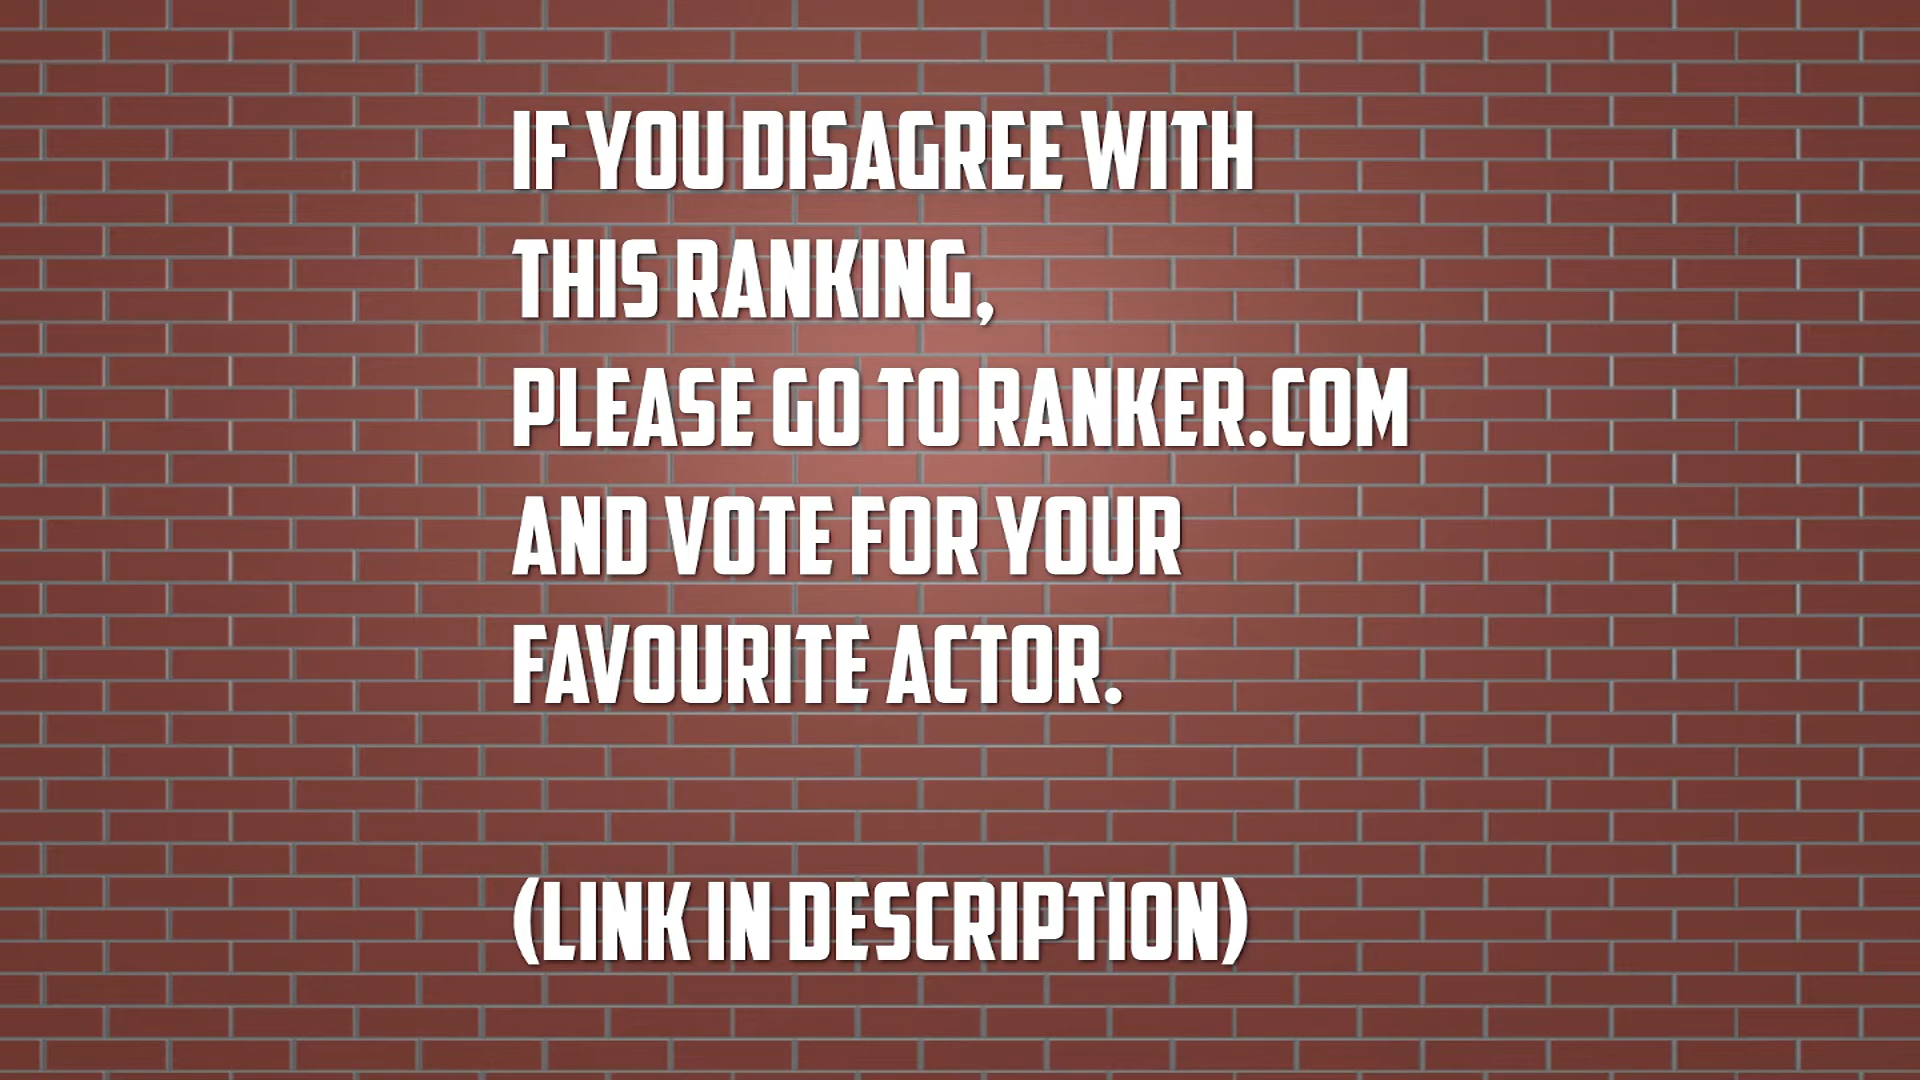 IF YOU DISAGREE WITH
THIS RANKING,
PLEASE GO TO RANKER.COM
AND VOTE FOR YOUR
FAVOURITE ACTOR.
(LINK IN DESCRIPTION)